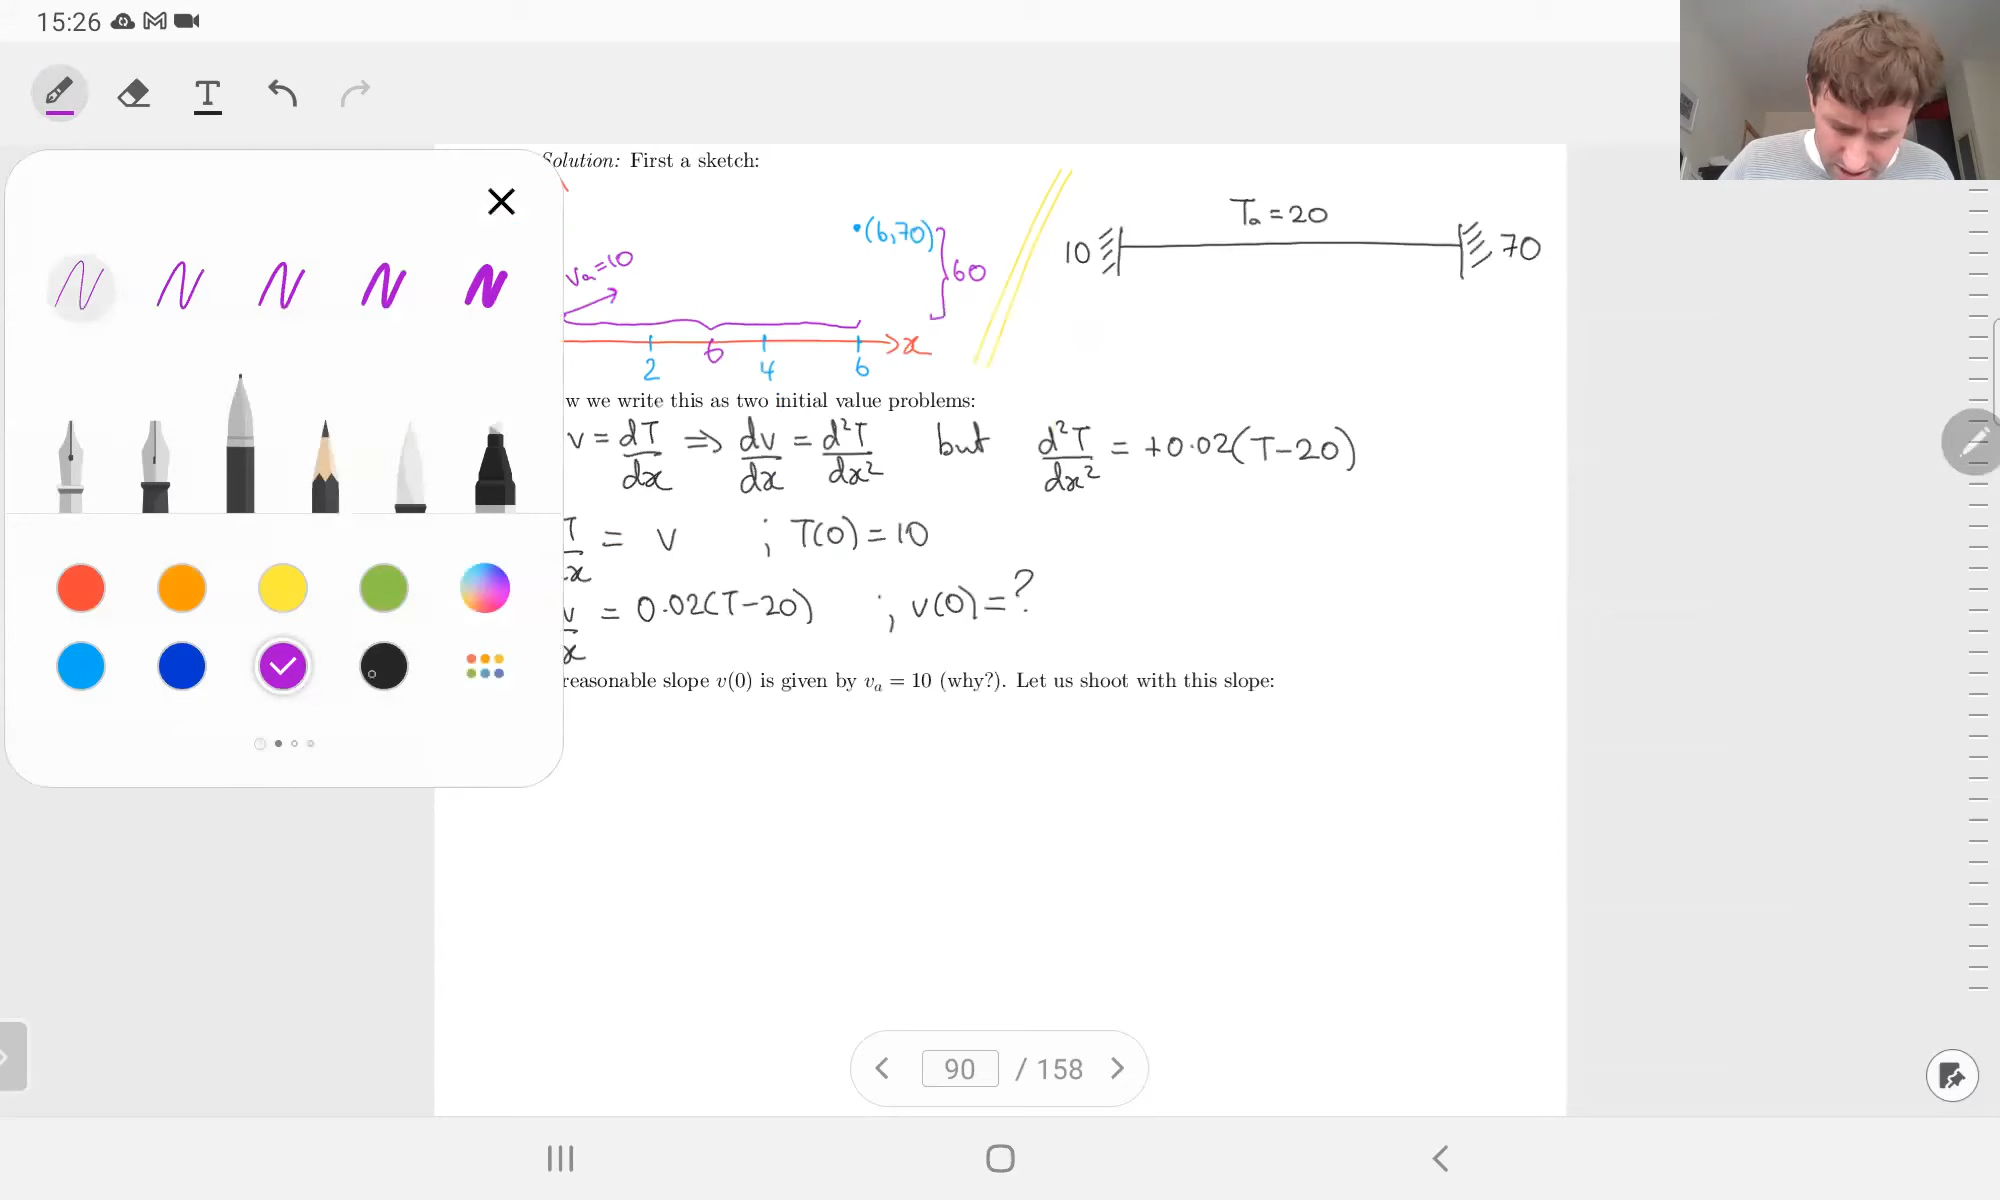 15:26
T
Solution: First a sketch:
Tₐ = 20
•(6,70)
10
70
vₐ=10
60
x
6
2
4
6
w we write this as two initial value problems:
v = dT/dx ⇒ dv/dx = d²T/dx² but d²T/dx² = +0.02(T-20)
T/x = v ; T(0) = 10
v/x = 0.02(T-20) ; v(0) = ?
reasonable slope v(0) is given by vₐ = 10 (why?). Let us shoot with this slope:
90 / 158